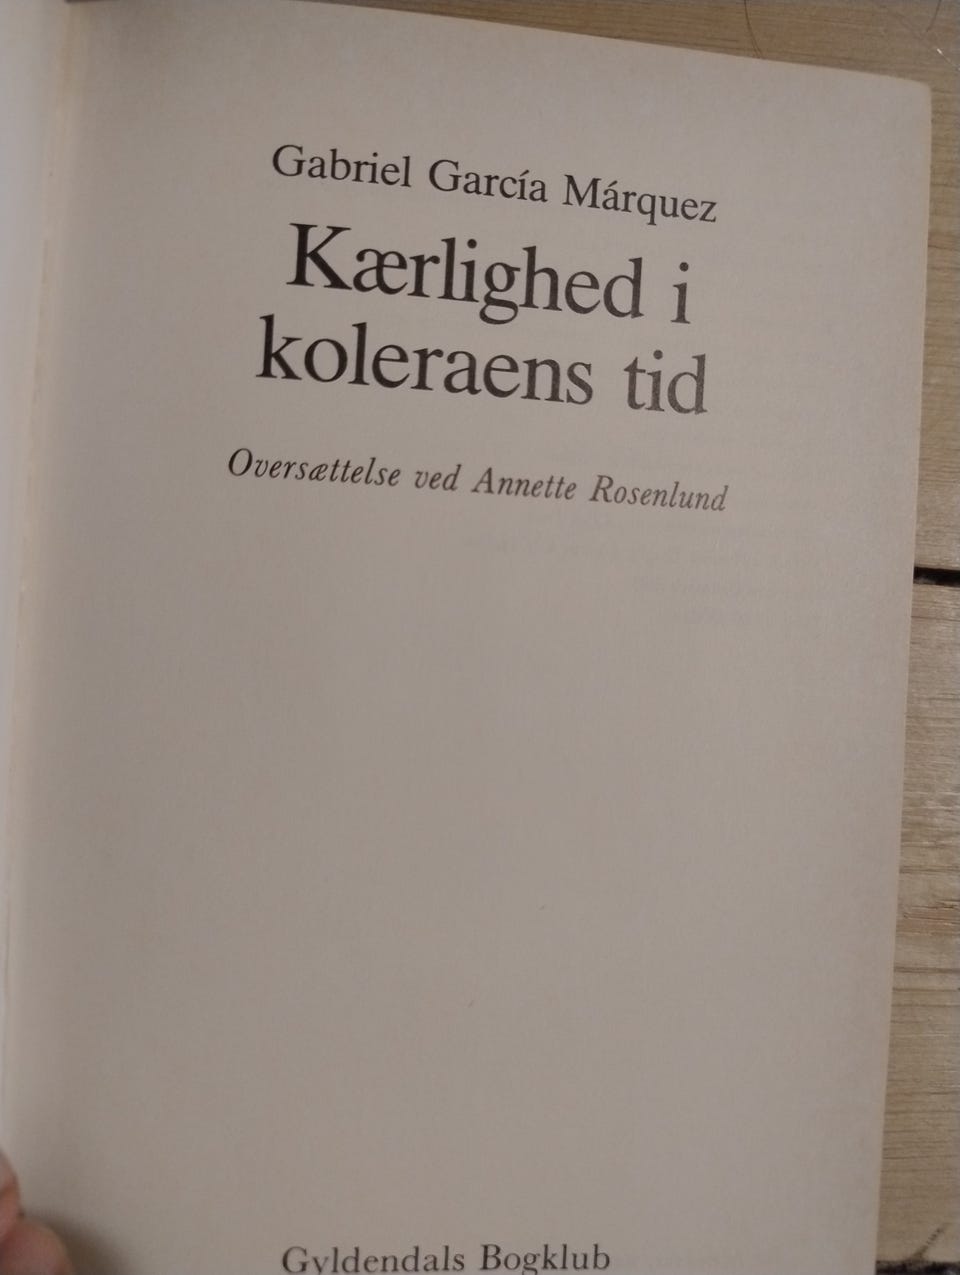 Gabriel García Márquez
Kærlighed i
koleraens tid
Oversættelse ved Annette Rosenlund
Gyldendals Bogklub